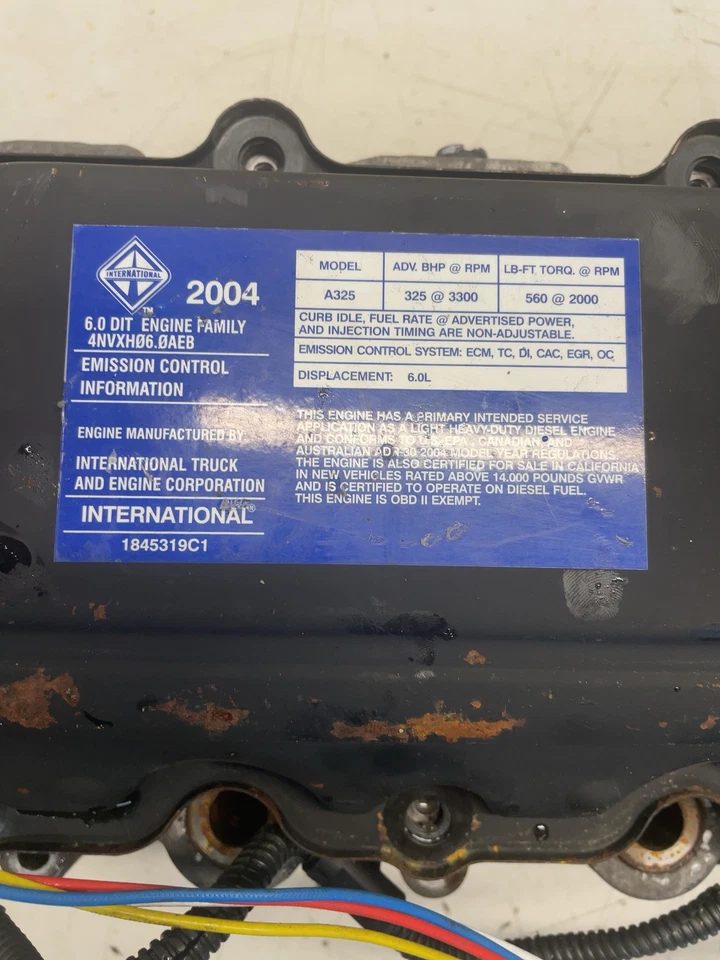 INTERNATIONAL
TM
2004
6.0 DIT ENGINE FAMILY
4NVXHØ6.ØAEB
EMISSION CONTROL
INFORMATION
ENGINE MANUFACTURED BY:
INTERNATIONAL TRUCK
AND ENGINE CORPORATION
INTERNATIONAL®
1845319C1
MODEL ADV. BHP @ RPM LB-FT TORQ. @ RPM
A325 325 @ 3300 560 @ 2000
CURB IDLE, FUEL RATE @ ADVERTISED POWER,
AND INJECTION TIMING ARE NON-ADJUSTABLE.
EMISSION CONTROL SYSTEM: ECM, TC, DI, CAC, EGR, OC
DISPLACEMENT: 6.0L
THIS ENGINE HAS A PRIMARY INTENDED SERVICE
APPLICATION AS A LIGHT HEAVY-DUTY DIESEL ENGINE
AND CONFORMS TO U.S. EPA, CANADIAN AND
AUSTRALIAN ADR-30 2004 MODEL YEAR REGULATIONS.
THE ENGINE IS ALSO CERTIFIED FOR SALE IN CALIFORNIA
IN NEW VEHICLES RATED ABOVE 14.000 POUNDS GVWR
AND IS CERTIFIED TO OPERATE ON DIESEL FUEL.
THIS ENGINE IS OBD II EXEMPT.